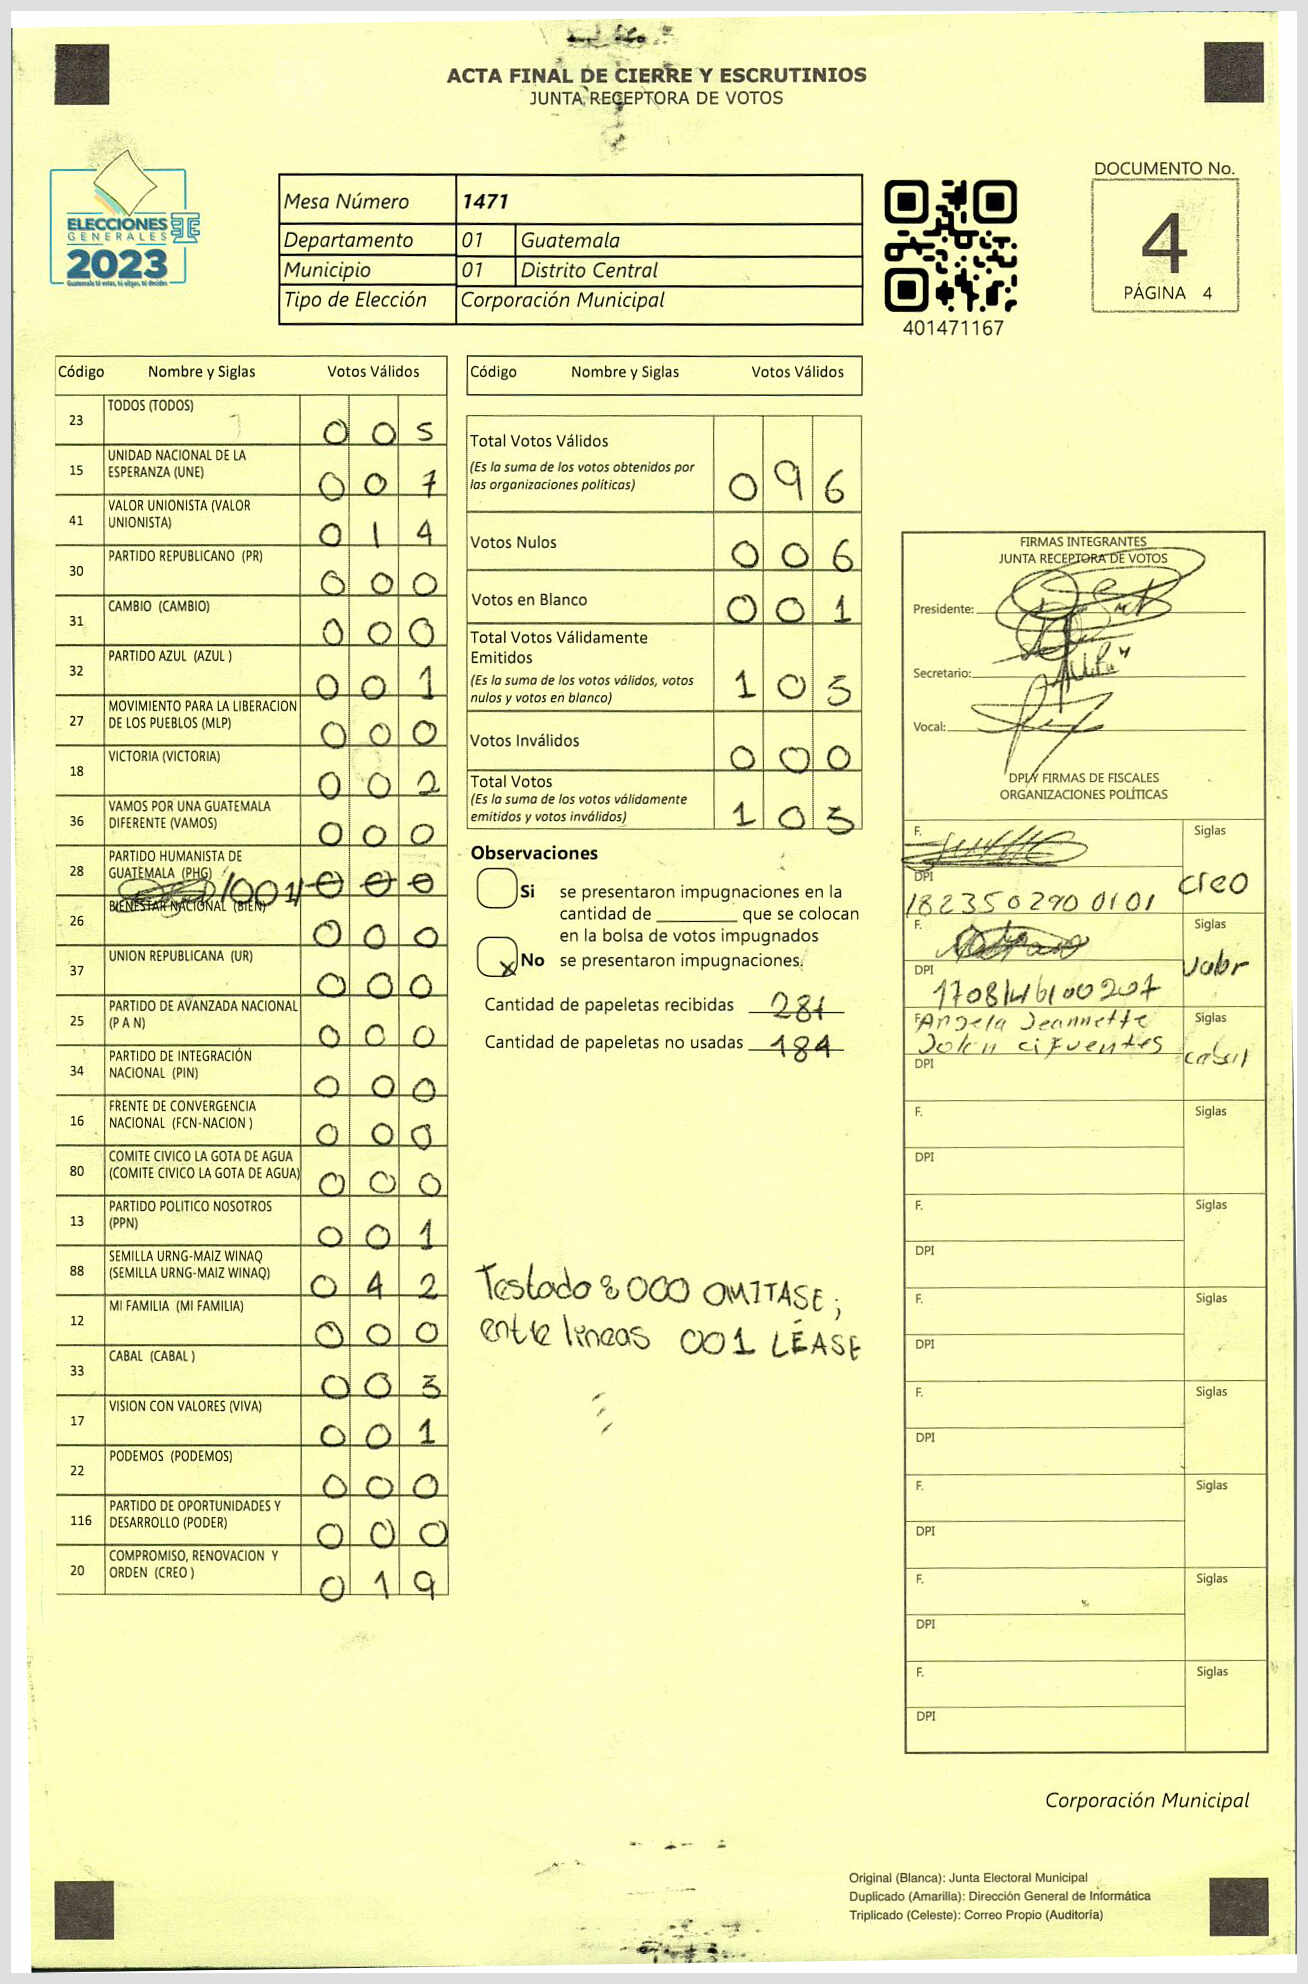 ACTA FINAL DE CIERRE Y ESCRUTINIOS
JUNTA RECEPTORA DE VOTOS
ELECCIONES
GENERALES
2023
Guatemala tú votas, tú eliges, tú decides
Mesa Número 1471
Departamento 01 Guatemala
Municipio 01 Distrito Central
Tipo de Elección Corporación Municipal
401471167
DOCUMENTO No.
4
PÁGINA 4
Código Nombre y Siglas Votos Válidos
23 TODOS (TODOS) 0 0 5
15 UNIDAD NACIONAL DE LA
ESPERANZA (UNE) 0 0 7
41 VALOR UNIONISTA (VALOR
UNIONISTA) 0 1 4
30 PARTIDO REPUBLICANO (PR) 0 0 0
31 CAMBIO (CAMBIO) 0 0 0
32 PARTIDO AZUL (AZUL ) 0 0 1
27 MOVIMIENTO PARA LA LIBERACION
DE LOS PUEBLOS (MLP) 0 0 0
18 VICTORIA (VICTORIA) 0 0 2
36 VAMOS POR UNA GUATEMALA
DIFERENTE (VAMOS) 0 0 0
28 PARTIDO HUMANISTA DE
GUATEMALA (PHG) /001/ 0 0 0
26 BIENESTAR NACIONAL (BIEN) 0 0 0
37 UNION REPUBLICANA (UR) 0 0 0
25 PARTIDO DE AVANZADA NACIONAL
(P A N) 0 0 0
34 PARTIDO DE INTEGRACIÓN
NACIONAL (PIN) 0 0 0
16 FRENTE DE CONVERGENCIA
NACIONAL (FCN-NACION ) 0 0 0
80 COMITE CIVICO LA GOTA DE AGUA
(COMITE CIVICO LA GOTA DE AGUA) 0 0 0
13 PARTIDO POLITICO NOSOTROS
(PPN) 0 0 1
88 SEMILLA URNG-MAIZ WINAQ
(SEMILLA URNG-MAIZ WINAQ) 0 4 2
12 MI FAMILIA (MI FAMILIA) 0 0 0
33 CABAL (CABAL ) 0 0 3
17 VISION CON VALORES (VIVA) 0 0 1
22 PODEMOS (PODEMOS) 0 0 0
116 PARTIDO DE OPORTUNIDADES Y
DESARROLLO (PODER) 0 0 0
20 COMPROMISO, RENOVACION Y
ORDEN (CREO ) 0 1 9
Código Nombre y Siglas Votos Válidos
Total Votos Válidos
(Es la suma de los votos obtenidos por
las organizaciones políticas) 0 9 6
Votos Nulos 0 0 6
Votos en Blanco 0 0 1
Total Votos Válidamente
Emitidos
(Es la suma de los votos válidos, votos
nulos y votos en blanco) 1 0 3
Votos Inválidos 0 0 0
Total Votos
(Es la suma de los votos válidamente
emitidos y votos inválidos) 1 0 3
Observaciones
Si se presentaron impugnaciones en la
cantidad de ________ que se colocan
en la bolsa de votos impugnados
x No se presentaron impugnaciones.
Cantidad de papeletas recibidas 287
Cantidad de papeletas no usadas 184
Testado: 000 OMITASE;
entre lineas 001 LÉASE
FIRMAS INTEGRANTES
JUNTA RECEPTORA DE VOTOS
Presidente:
Secretario:
Vocal:
DPI Y FIRMAS DE FISCALES
ORGANIZACIONES POLÍTICAS
F. Siglas
DPI creo
182350290 0101
F. Siglas
DPI Valor
F. Angela Jeannette Siglas
Cifuentes cabal
DPI
F. Siglas
DPI
F. Siglas
DPI
F. Siglas
DPI
F. Siglas
DPI
F. Siglas
DPI
F. Siglas
DPI
F. Siglas
DPI
Corporación Municipal
Original (Blanca): Junta Electoral Municipal
Duplicado (Amarilla): Dirección General de Informática
Triplicado (Celeste): Correo Propio (Auditoría)